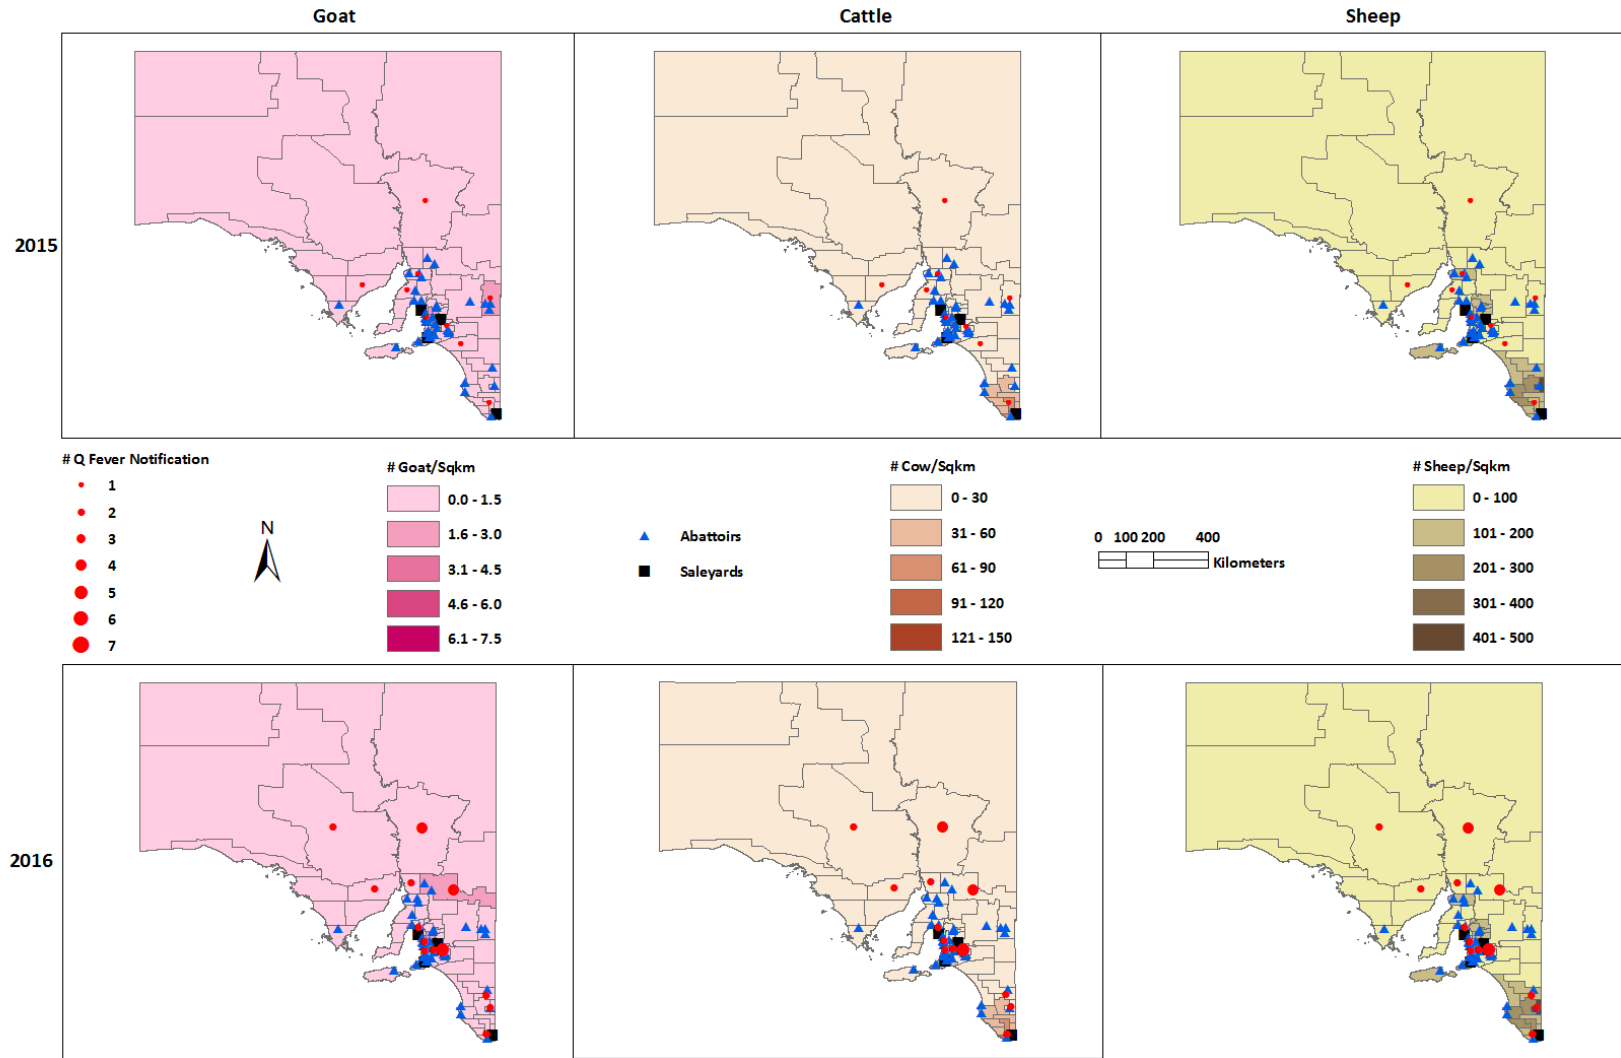 Goat Cattle Sheep
2015
# Q Fever Notification
1
2
3
4
5
6
7
N
# Goat/Sqkm
0.0 - 1.5
1.6 - 3.0
3.1 - 4.5
4.6 - 6.0
6.1 - 7.5
Abattoirs
Saleyards
# Cow/Sqkm
0 - 30
31 - 60
61 - 90
91 - 120
121 - 150
0 100 200 400
Kilometers
# Sheep/Sqkm
0 - 100
101 - 200
201 - 300
301 - 400
401 - 500
2016